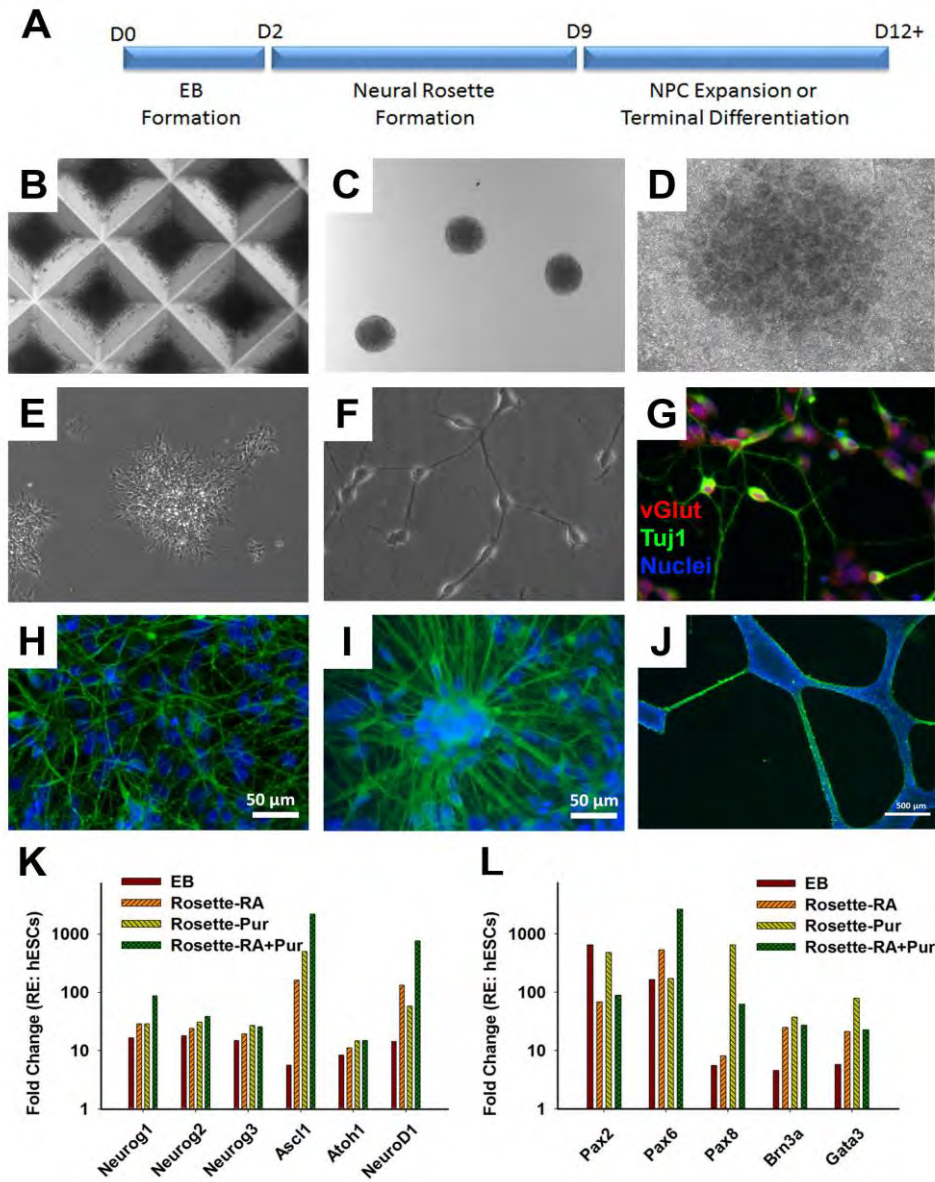 A
D0
D2
D9
D12+
EB
Formation
Neural Rosette
Formation
NPC Expansion or
Terminal Differentiation
B
C
D
E
F
G
vGlut
Tuj1
Nuclei
H
50 µm
I
50 µm
J
500 µm
K
EB
Rosette-RA
Rosette-Pur
Rosette-RA+Pur
Fold Change (RE: hESCs)
1000
100
10
1
Neurog1
Neurog2
Neurog3
Ascl1
Atoh1
NeuroD1
L
EB
Rosette-RA
Rosette-Pur
Rosette-RA+Pur
Fold Change (RE: hESCs)
1000
100
10
1
Pax2
Pax6
Pax8
Brn3a
Gata3